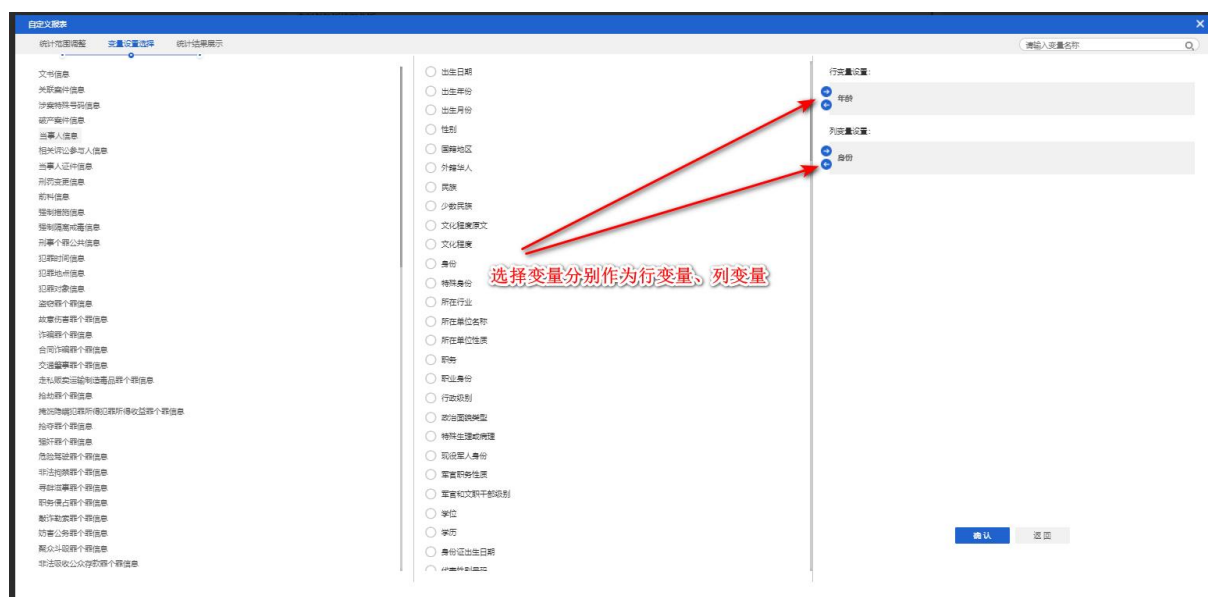 自定义报表
统计范围调整 变量设置选择 统计结果展示
请输入变量名称
文书信息
关联案件信息
涉案特殊号码信息
破产案件信息
当事人信息
相关诉讼参与人信息
当事人证件信息
刑罚变更信息
前科信息
强制措施信息
强制隔离戒毒信息
刑事个罪公共信息
犯罪时间信息
犯罪地点信息
犯罪对象信息
盗窃罪个罪信息
故意伤害罪个罪信息
诈骗罪个罪信息
合同诈骗罪个罪信息
交通肇事罪个罪信息
走私贩卖运输制造毒品罪个罪信息
抢劫罪个罪信息
掩饰隐瞒犯罪所得犯罪所得收益罪个罪信息
抢夺罪个罪信息
强奸罪个罪信息
危险驾驶罪个罪信息
非法拘禁罪个罪信息
寻衅滋事罪个罪信息
职务侵占罪个罪信息
敲诈勒索罪个罪信息
妨害公务罪个罪信息
聚众斗殴罪个罪信息
非法吸收公众存款罪个罪信息
出生日期
出生年份
出生月份
性别
国籍地区
外籍华人
民族
少数民族
文化程度原文
文化程度
身份
特殊身份
所在行业
所在单位名称
所在单位性质
职务
职业身份
行政级别
政治面貌类型
特殊生理或病理
现役军人身份
军官职务性质
军官和文职干部级别
学位
学历
身份证出生日期
行变量设置:
年龄
列变量设置:
身份
选择变量分别作为行变量、列变量
确认 返回